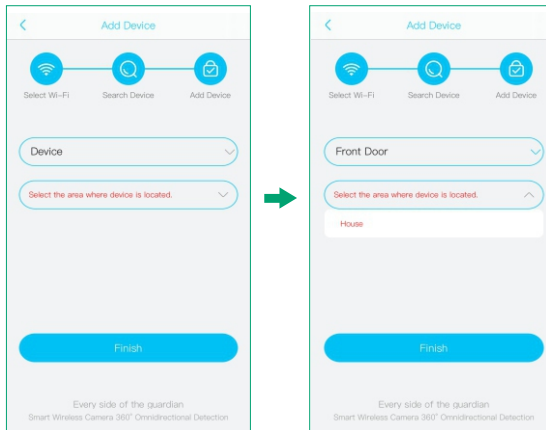 Add Device
Select Wi-Fi Search Device Add Device
Device
Select the area where device is located.
Finish
Every side of the guardian
Smart Wireless Camera 360° Omnidirectional Detection
Add Device
Select Wi-Fi Search Device Add Device
Front Door
Select the area where device is located.
House
Finish
Every side of the guardian
Smart Wireless Camera 360° Omnidirectional Detection